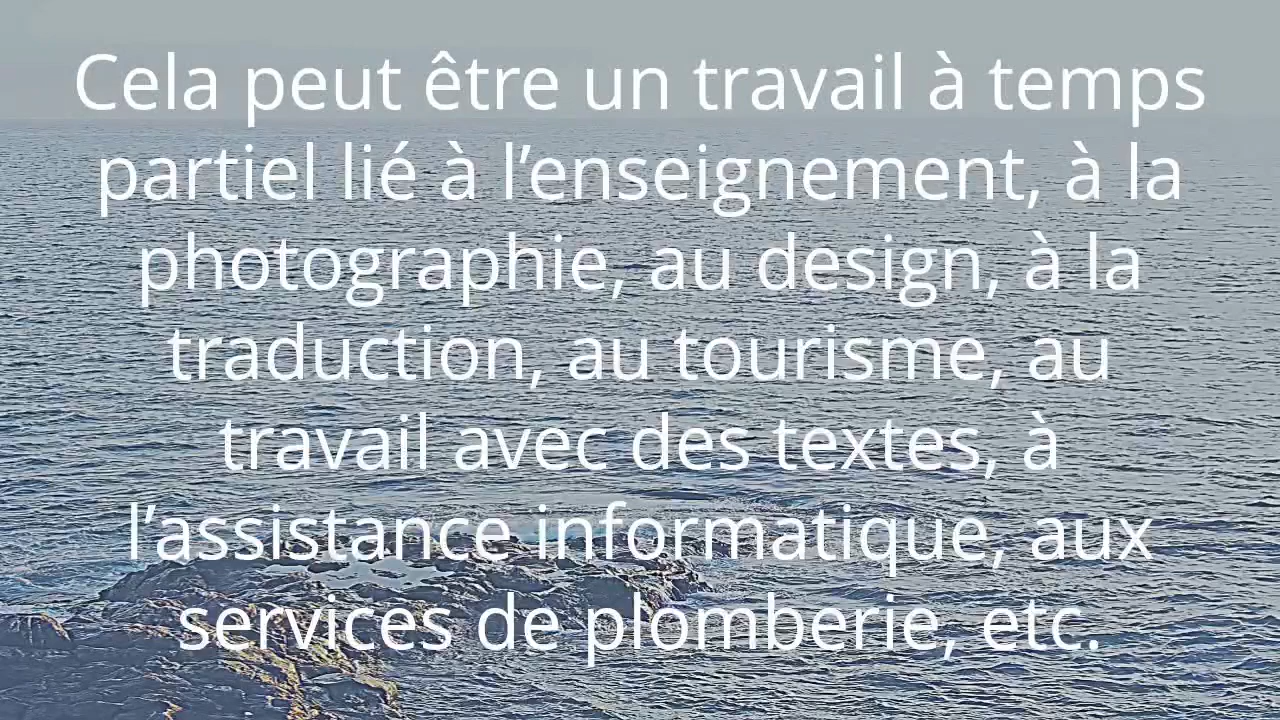 Cela peut être un travail à temps
partiel lié à l’enseignement, à la
photographie, au design, à la
traduction, au tourisme, au
travail avec des textes, à
l’assistance informatique, aux
services de plomberie, etc.